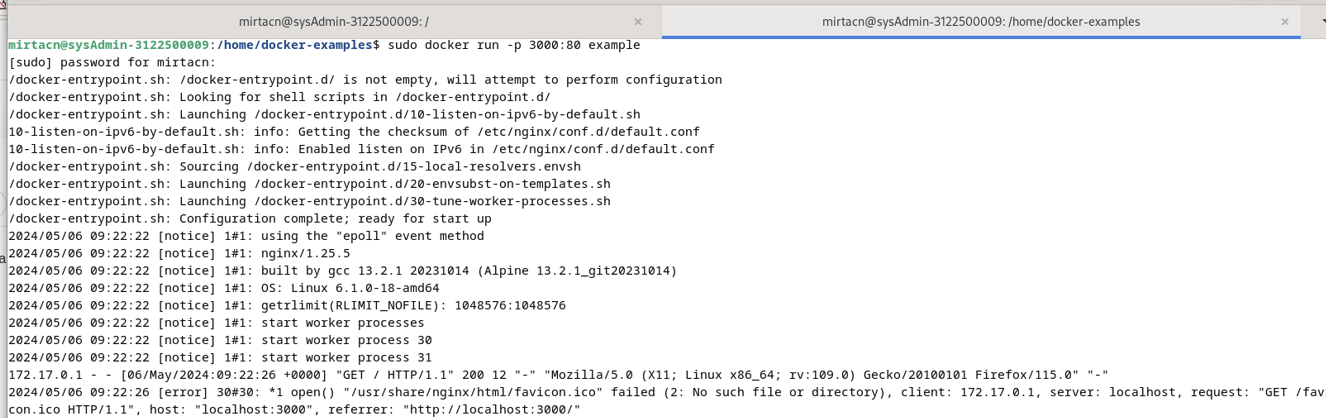 mirtacn@sysAdmin-3122500009: /
mirtacn@sysAdmin-3122500009: /home/docker-examples
mirtacn@sysAdmin-3122500009:/home/docker-examples$ sudo docker run -p 3000:80 example
[sudo] password for mirtacn:
/docker-entrypoint.sh: /docker-entrypoint.d/ is not empty, will attempt to perform configuration
/docker-entrypoint.sh: Looking for shell scripts in /docker-entrypoint.d/
/docker-entrypoint.sh: Launching /docker-entrypoint.d/10-listen-on-ipv6-by-default.sh
10-listen-on-ipv6-by-default.sh: info: Getting the checksum of /etc/nginx/conf.d/default.conf
10-listen-on-ipv6-by-default.sh: info: Enabled listen on IPv6 in /etc/nginx/conf.d/default.conf
/docker-entrypoint.sh: Sourcing /docker-entrypoint.d/15-local-resolvers.envsh
/docker-entrypoint.sh: Launching /docker-entrypoint.d/20-envsubst-on-templates.sh
/docker-entrypoint.sh: Launching /docker-entrypoint.d/30-tune-worker-processes.sh
/docker-entrypoint.sh: Configuration complete; ready for start up
2024/05/06 09:22:22 [notice] 1#1: using the "epoll" event method
2024/05/06 09:22:22 [notice] 1#1: nginx/1.25.5
2024/05/06 09:22:22 [notice] 1#1: built by gcc 13.2.1 20231014 (Alpine 13.2.1_git20231014)
2024/05/06 09:22:22 [notice] 1#1: OS: Linux 6.1.0-18-amd64
2024/05/06 09:22:22 [notice] 1#1: getrlimit(RLIMIT_NOFILE): 1048576:1048576
2024/05/06 09:22:22 [notice] 1#1: start worker processes
2024/05/06 09:22:22 [notice] 1#1: start worker process 30
2024/05/06 09:22:22 [notice] 1#1: start worker process 31
172.17.0.1 - - [06/May/2024:09:22:26 +0000] "GET / HTTP/1.1" 200 12 "-" "Mozilla/5.0 (X11; Linux x86_64; rv:109.0) Gecko/20100101 Firefox/115.0" "-"
2024/05/06 09:22:26 [error] 30#30: *1 open() "/usr/share/nginx/html/favicon.ico" failed (2: No such file or directory), client: 172.17.0.1, server: localhost, request: "GET /fav
con.ico HTTP/1.1", host: "localhost:3000", referrer: "http://localhost:3000/"